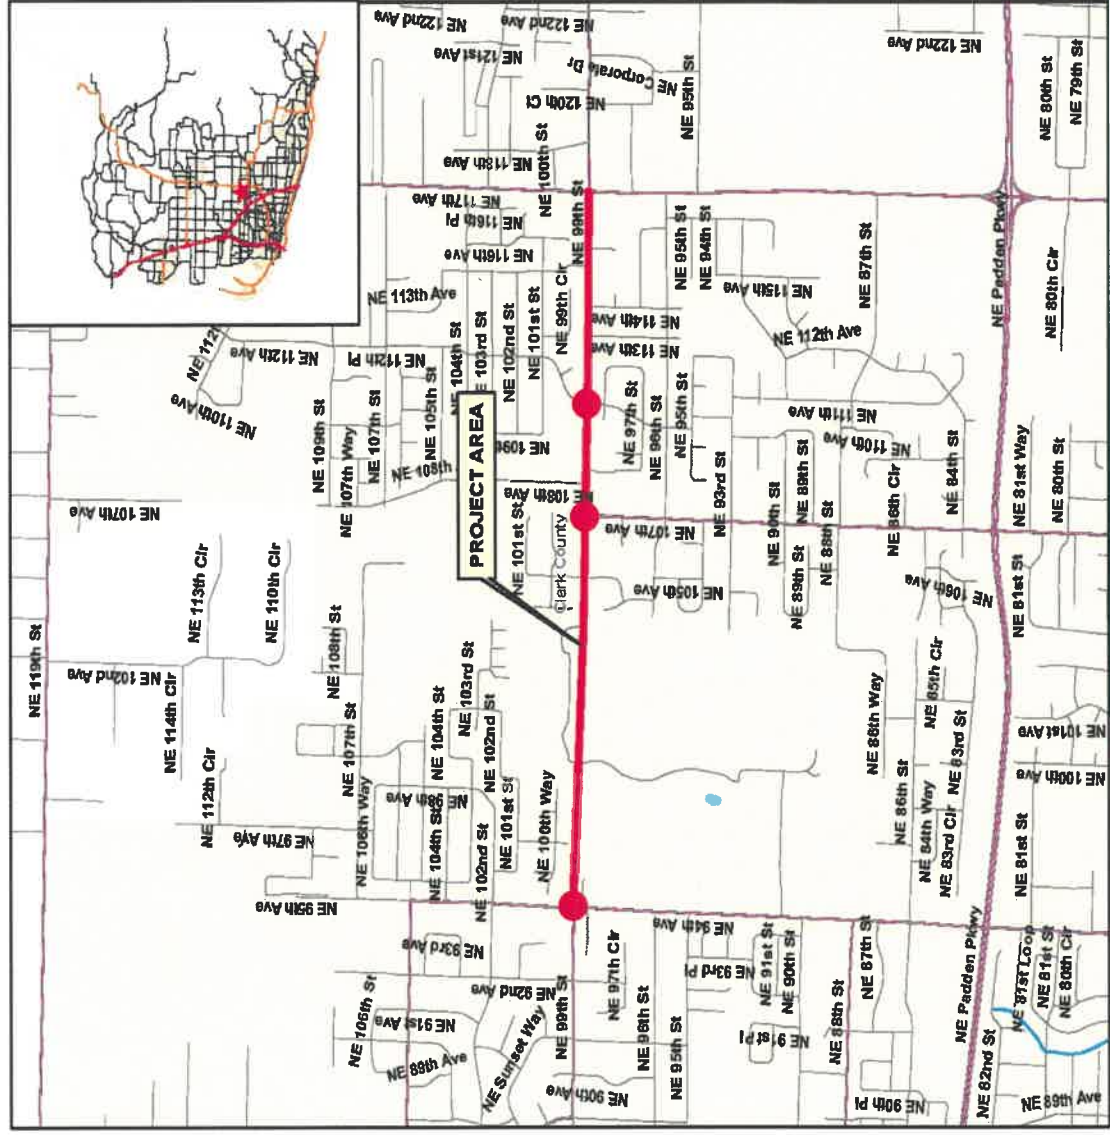 NE 122nd Ave
NE 122nd Ave
NE 122nd Ave
NE 121st Ave
NE Corporate Dr
NE 120th Ct
NE 95th St
NE 80th St
NE 79th St
NE 118th Ave
NE 100th St
NE 117th Ave
NE 116th Pl
NE 116th Ave
NE 99th St
NE 95th St
NE 94th St
NE 115th Ave
NE 87th St
NE Padden Pkwy
NE 80th Cir
NE 113th Ave
NE 99th Cir
NE 101st St
NE 102nd St
103rd St
104th St
NE 114th Ave
NE 113th Ave
NE 112th Ave
NE 112th Ave
NE 112th Pl
NE 110th Ave
NE 109th St
NE 107th Way
NE 107th St
NE 105th St
NE 108th
PROJECT AREA
NE 97th St
NE 96th St
NE 95th St
NE 93rd St
NE 111th Ave
NE 110th Ave
NE 90th St
NE 89th St
NE 88th St
NE 86th Cir
NE 84th St
NE 81st Way
NE 80th St
NE 107th Ave
NE 108th Ave
NE 101st St
Clark County
NE 107th Ave
NE 105th Ave
NE 89th St
NE 106th Ave
NE 81st St
NE 113th Cir
NE 110th Cir
NE 119th St
NE 102nd Ave
NE 114th Cir
NE 108th St
NE 107th St
NE 104th St
NE 103rd St
NE 102nd St
NE 88th Way
NE 85th Cir
NE 83rd St
NE 101st Ave
NE 100th Ave
NE 112th Cir
NE 97th Ave
NE 106th Way
NE 98th Ave
NE 104th St
NE 102nd St
NE 101st St
NE 100th Way
NE 86th St
NE 84th Way
NE 83rd Cir
NE 81st St
NE 95th Ave
NE 94th Ave
NE 93rd Ave
NE 92nd Ave
NE 93rd Pl
NE 91st St
NE 90th St
NE 87th St
NE 88th St
NE Padden Pkwy
NE 81st Loop
NE 81st St
NE 80th Cir
NE 106th St
NE 91st Ave
NE 89th Ave
NE Sunset Way
NE 99th St
NE 97th Cir
NE 96th St
NE 95th St
NE 91st Pl
NE 90th Ave
NE 90th Pl
NE 82nd St
NE 89th Ave